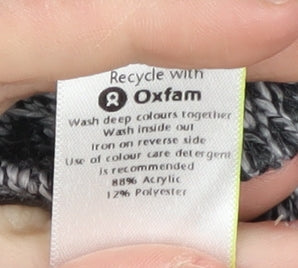 Recycle with
Oxfam
Wash deep colours together
Wash inside out
Iron on reverse side
Use of colour care detergent
is recommended
88% Acrylic
12% Polyester